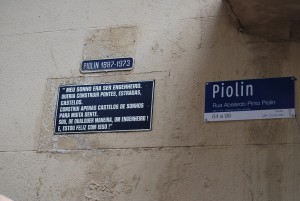 PIOLIN 1897-1973
" MEU SONHO ERA SER ENGENHEIRO.
QUERIA CONSTRUIR PONTES, ESTRADAS,
CASTELOS.
CONSTRUI APENAS CASTELOS DE SONHOS
PARA MUITA GENTE.
SOU, DE QUALQUER MANEIRA, UM ENGENHEIRO !
E, ESTOU FELIZ COM ISSO ! "
Piolin
Rua Abelardo Pinto Piolin